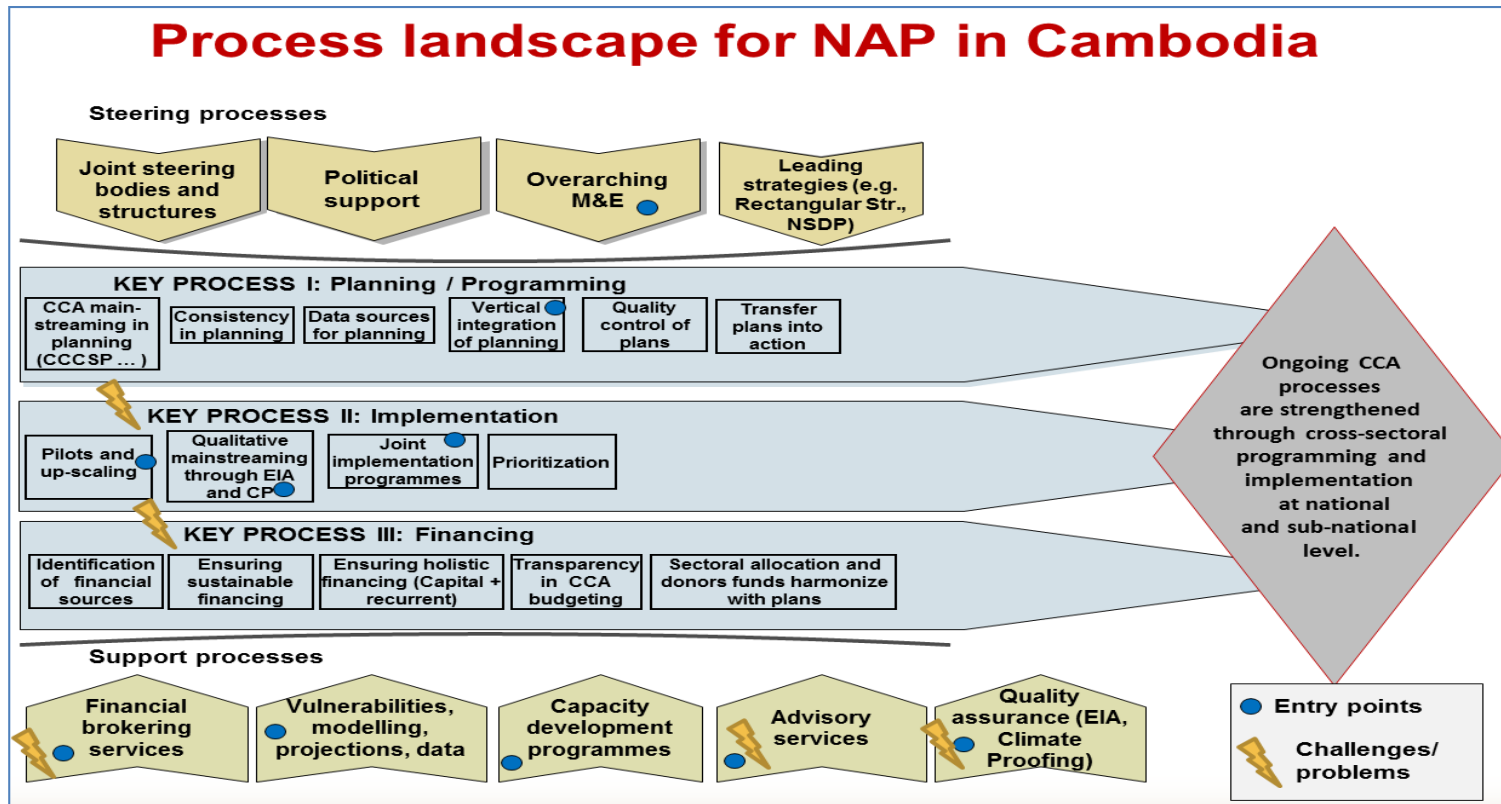 Process landscape for NAP in Cambodia
Steering processes
Joint steering
bodies and
structures
Political
support
Overarching
M&E
Leading
strategies (e.g.
Rectangular Str.,
NSDP)
KEY PROCESS I: Planning / Programming
CCA main-
streaming in
planning
(CCCSP ... )
Consistency
in planning
Data sources
for planning
Vertical
integration
of planning
Quality
control of
plans
Transfer
plans into
action
KEY PROCESS II: Implementation
Pilots and
up-scaling
Qualitative
mainstreaming
through EIA
and CP
Joint
implementation
programmes
Prioritization
KEY PROCESS III: Financing
Identification
of financial
sources
Ensuring
sustainable
financing
Ensuring holistic
financing (Capital +
recurrent)
Transparency
in CCA
budgeting
Sectoral allocation and
donors funds harmonize
with plans
Ongoing CCA
processes
are strengthened
through cross-sectoral
programming and
implementation
at national
and sub-national
level.
Support processes
Financial
brokering
services
Vulnerabilities,
modelling,
projections, data
Capacity
development
programmes
Advisory
services
Quality
assurance (EIA,
Climate
Proofing)
Entry points
Challenges/
problems